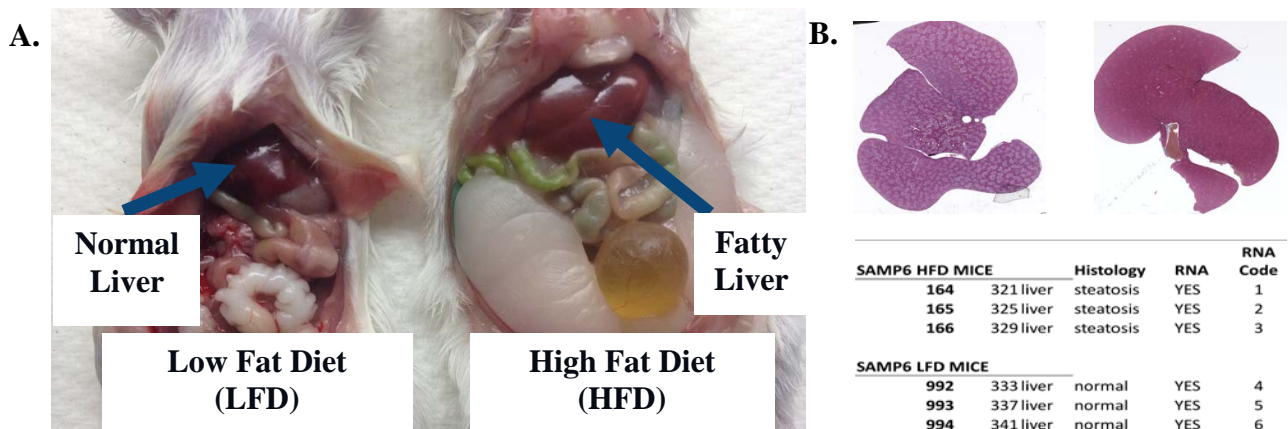 A.
Normal
Liver
Low Fat Diet
(LFD)
Fatty
Liver
High Fat Diet
(HFD)
B.
SAMP6 HFD MICE Histology RNA RNA Code
164 321 liver steatosis YES 1
165 325 liver steatosis YES 2
166 329 liver steatosis YES 3
SAMP6 LFD MICE
992 333 liver normal YES 4
993 337 liver normal YES 5
994 341 liver normal YES 6